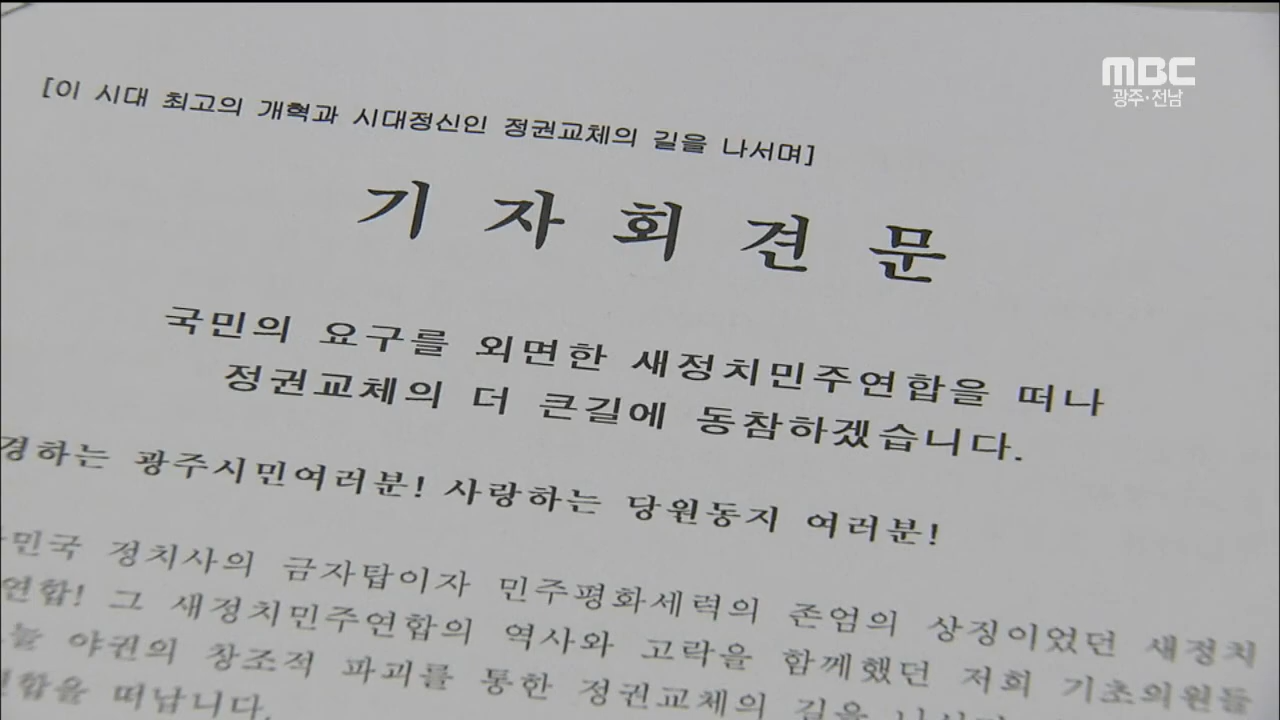 MBC
광주·전남
[이 시대 최고의 개혁과 시대정신인 정권교체의 길을 나서며]
기 자 회 견 문
국민의 요구를 외면한 새정치민주연합을 떠나
정권교체의 더 큰길에 동참하겠습니다.
경하는 광주시민여러분! 사랑하는 당원동지 여러분!
민국 정치사의 금자탑이자 민주평화세력의 존엄의 상징이었던 새정치
연합! 그 새정치민주연합의 역사와 고락을 함께했던 저희 기초의원들
늘 야권의 창조적 파괴를 통한 정권교체의 길을
연합을 떠납니다.